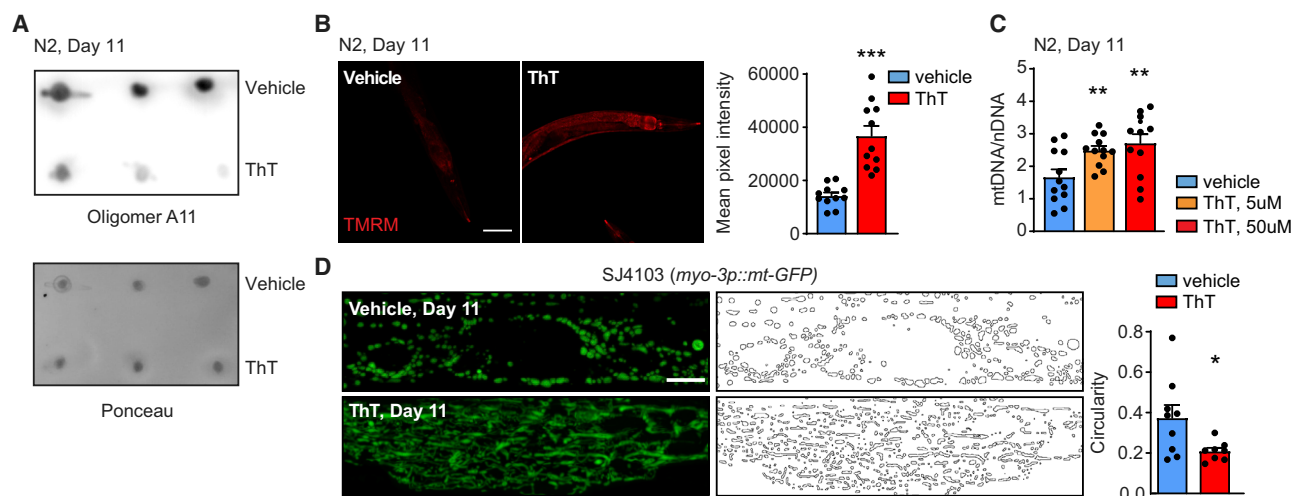 A
N2, Day 11
Vehicle
ThT
Oligomer A11
Vehicle
ThT
Ponceau
B
N2, Day 11
Vehicle
ThT
TMRM
Mean pixel intensity
60000
40000
20000
0
***
vehicle
ThT
C
N2, Day 11
mtDNA/nDNA
5
4
3
2
1
0
**
**
vehicle
ThT, 5uM
ThT, 50uM
D
SJ4103 (myo-3p::mt-GFP)
Vehicle, Day 11
ThT, Day 11
vehicle
ThT
Circularity
0.8
0.6
0.4
0.2
0.0
*